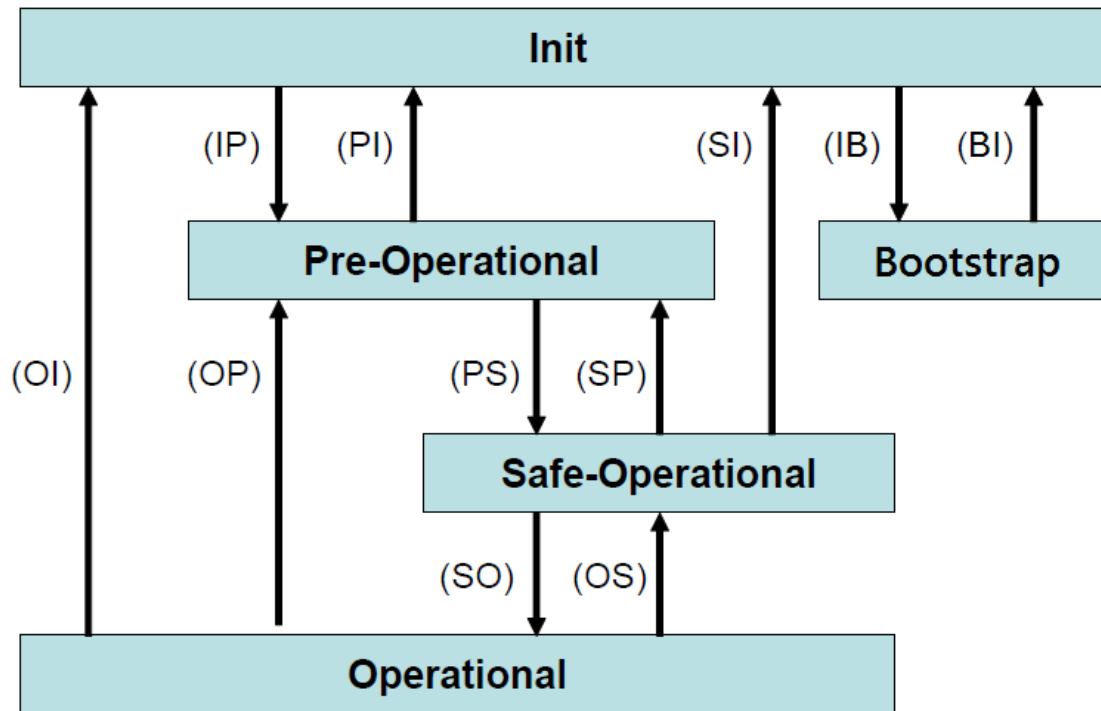 Init
(IP)
(PI)
(SI)
(IB)
(BI)
Pre-Operational
Bootstrap
(OI)
(OP)
(PS)
(SP)
Safe-Operational
(SO)
(OS)
Operational